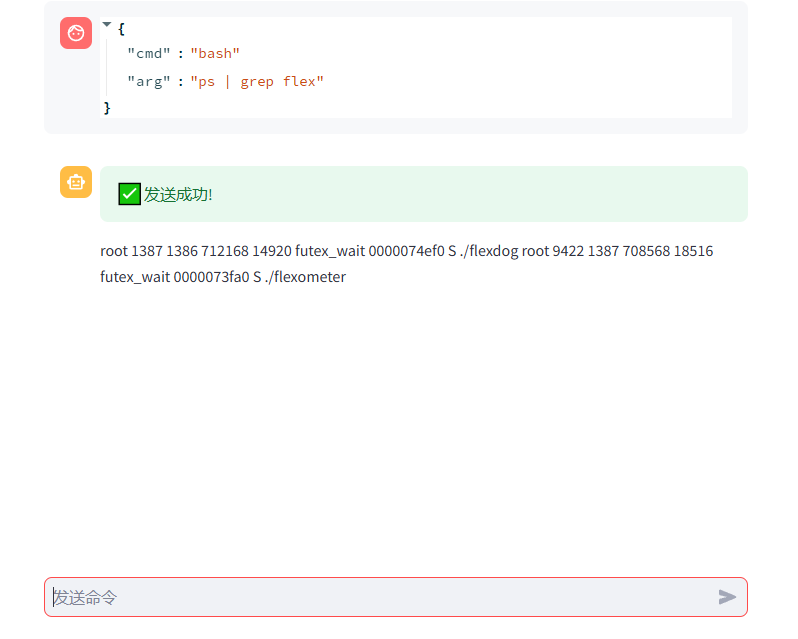 {
"cmd" : "bash"
"arg" : "ps | grep flex"
}
发送成功!
root 1387 1386 712168 14920 futex_wait 0000074ef0 S ./flexdog root 9422 1387 708568 18516
futex_wait 0000073fa0 S ./flexometer
发送命令